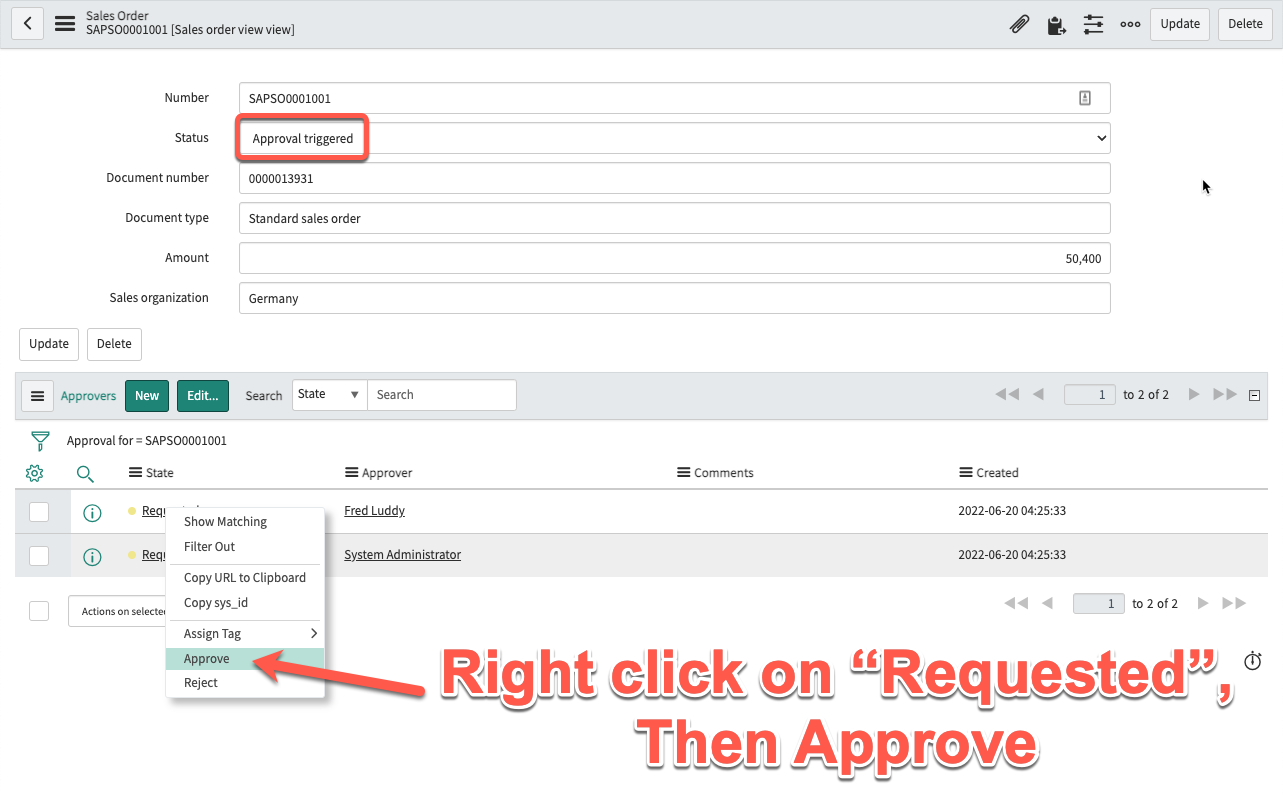 Sales Order
SAPSO0001001 [Sales order view view]
Update
Delete
Number
SAPSO0001001
Status
Approval triggered
Document number
0000013931
Document type
Standard sales order
Amount
50,400
Sales organization
Germany
Update
Delete
Approvers
New
Edit...
Search
State
Search
1
to 2 of 2
Approval for = SAPSO0001001
State
Approver
Comments
Created
Fred Luddy
2022-06-20 04:25:33
System Administrator
2022-06-20 04:25:33
Show Matching
Filter Out
Copy URL to Clipboard
Copy sys_id
Assign Tag
Approve
Reject
Actions on selected
1
to 2 of 2
Right click on “Requested”,
Then Approve